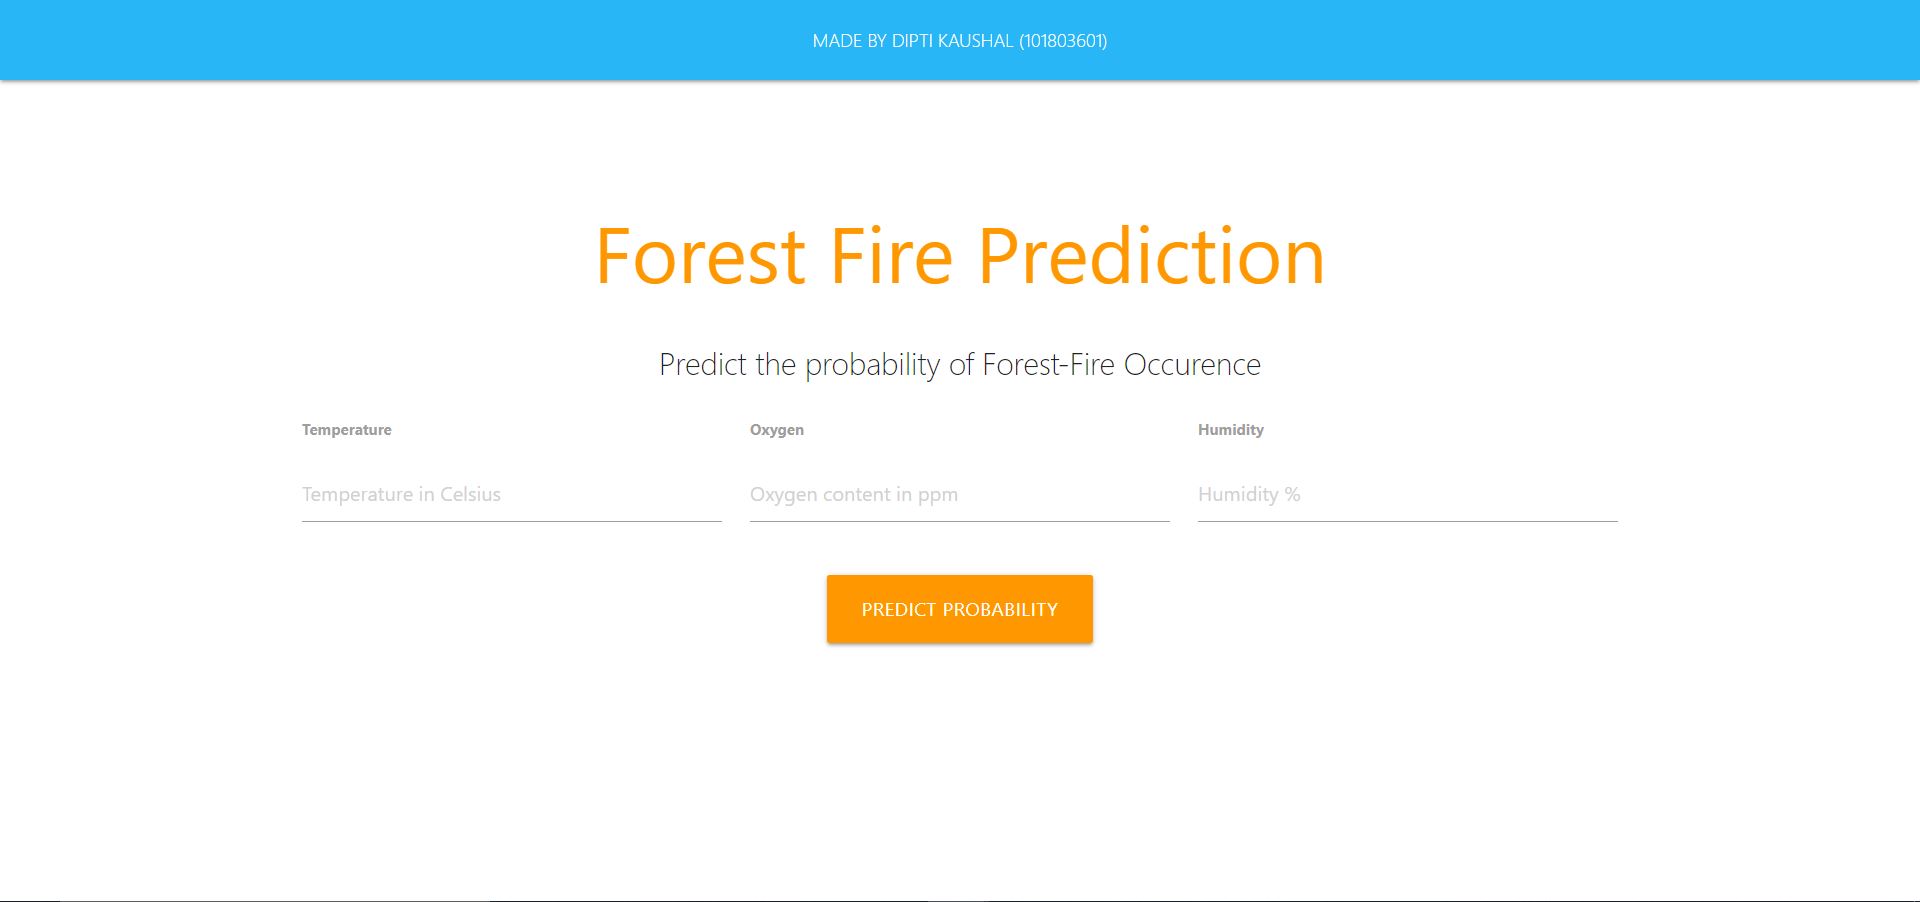 MADE BY DIPTI KAUSHAL (101803601)
Forest Fire Prediction
Predict the probability of Forest-Fire Occurence
Temperature Oxygen Humidity
Temperature in Celsius Oxygen content in ppm Humidity %
PREDICT PROBABILITY